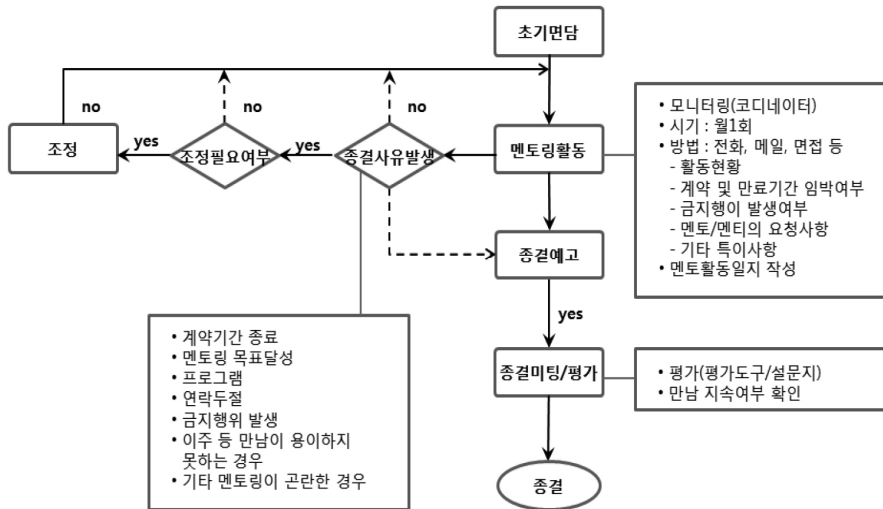 초기면담
no
no
no
조정
yes
조정필요여부
yes
종결사유발생
멘토링활동
• 모니터링(코디네이터)
• 시기 : 월1회
• 방법 : 전화, 메일, 면접 등
- 활동현황
- 계약 및 만료기간 임박여부
- 금지행이 발생여부
- 멘토/멘티의 요청사항
- 기타 특이사항
• 멘토활동일지 작성
종결예고
yes
• 계약기간 종료
• 멘토링 목표달성
• 프로그램
• 연락두절
• 금지행위 발생
• 이주 등 만남이 용이하지
못하는 경우
• 기타 멘토링이 곤란한 경우
종결미팅/평가
• 평가(평가도구/설문지)
• 만남 지속여부 확인
종결